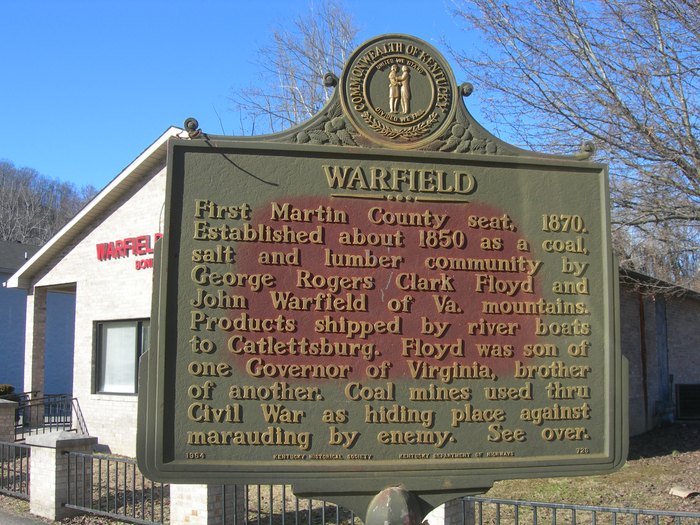 COMMONWEALTH OF KENTUCKY
UNITED WE STAND
DIVIDED WE FALL
WARFIELD
First Martin County seat, 1870.
Established about 1850 as a coal,
salt and lumber community by
George Rogers Clark Floyd and
John Warfield of Va. mountains.
Products shipped by river boats
to Catlettsburg. Floyd was son of
one Governor of Virginia, brother
of another. Coal mines used thru
Civil War as hiding place against
marauding by enemy. See over.
1964 KENTUCKY HISTORICAL SOCIETY KENTUCKY DEPARTMENT OF HIGHWAYS 726
WARFIELD